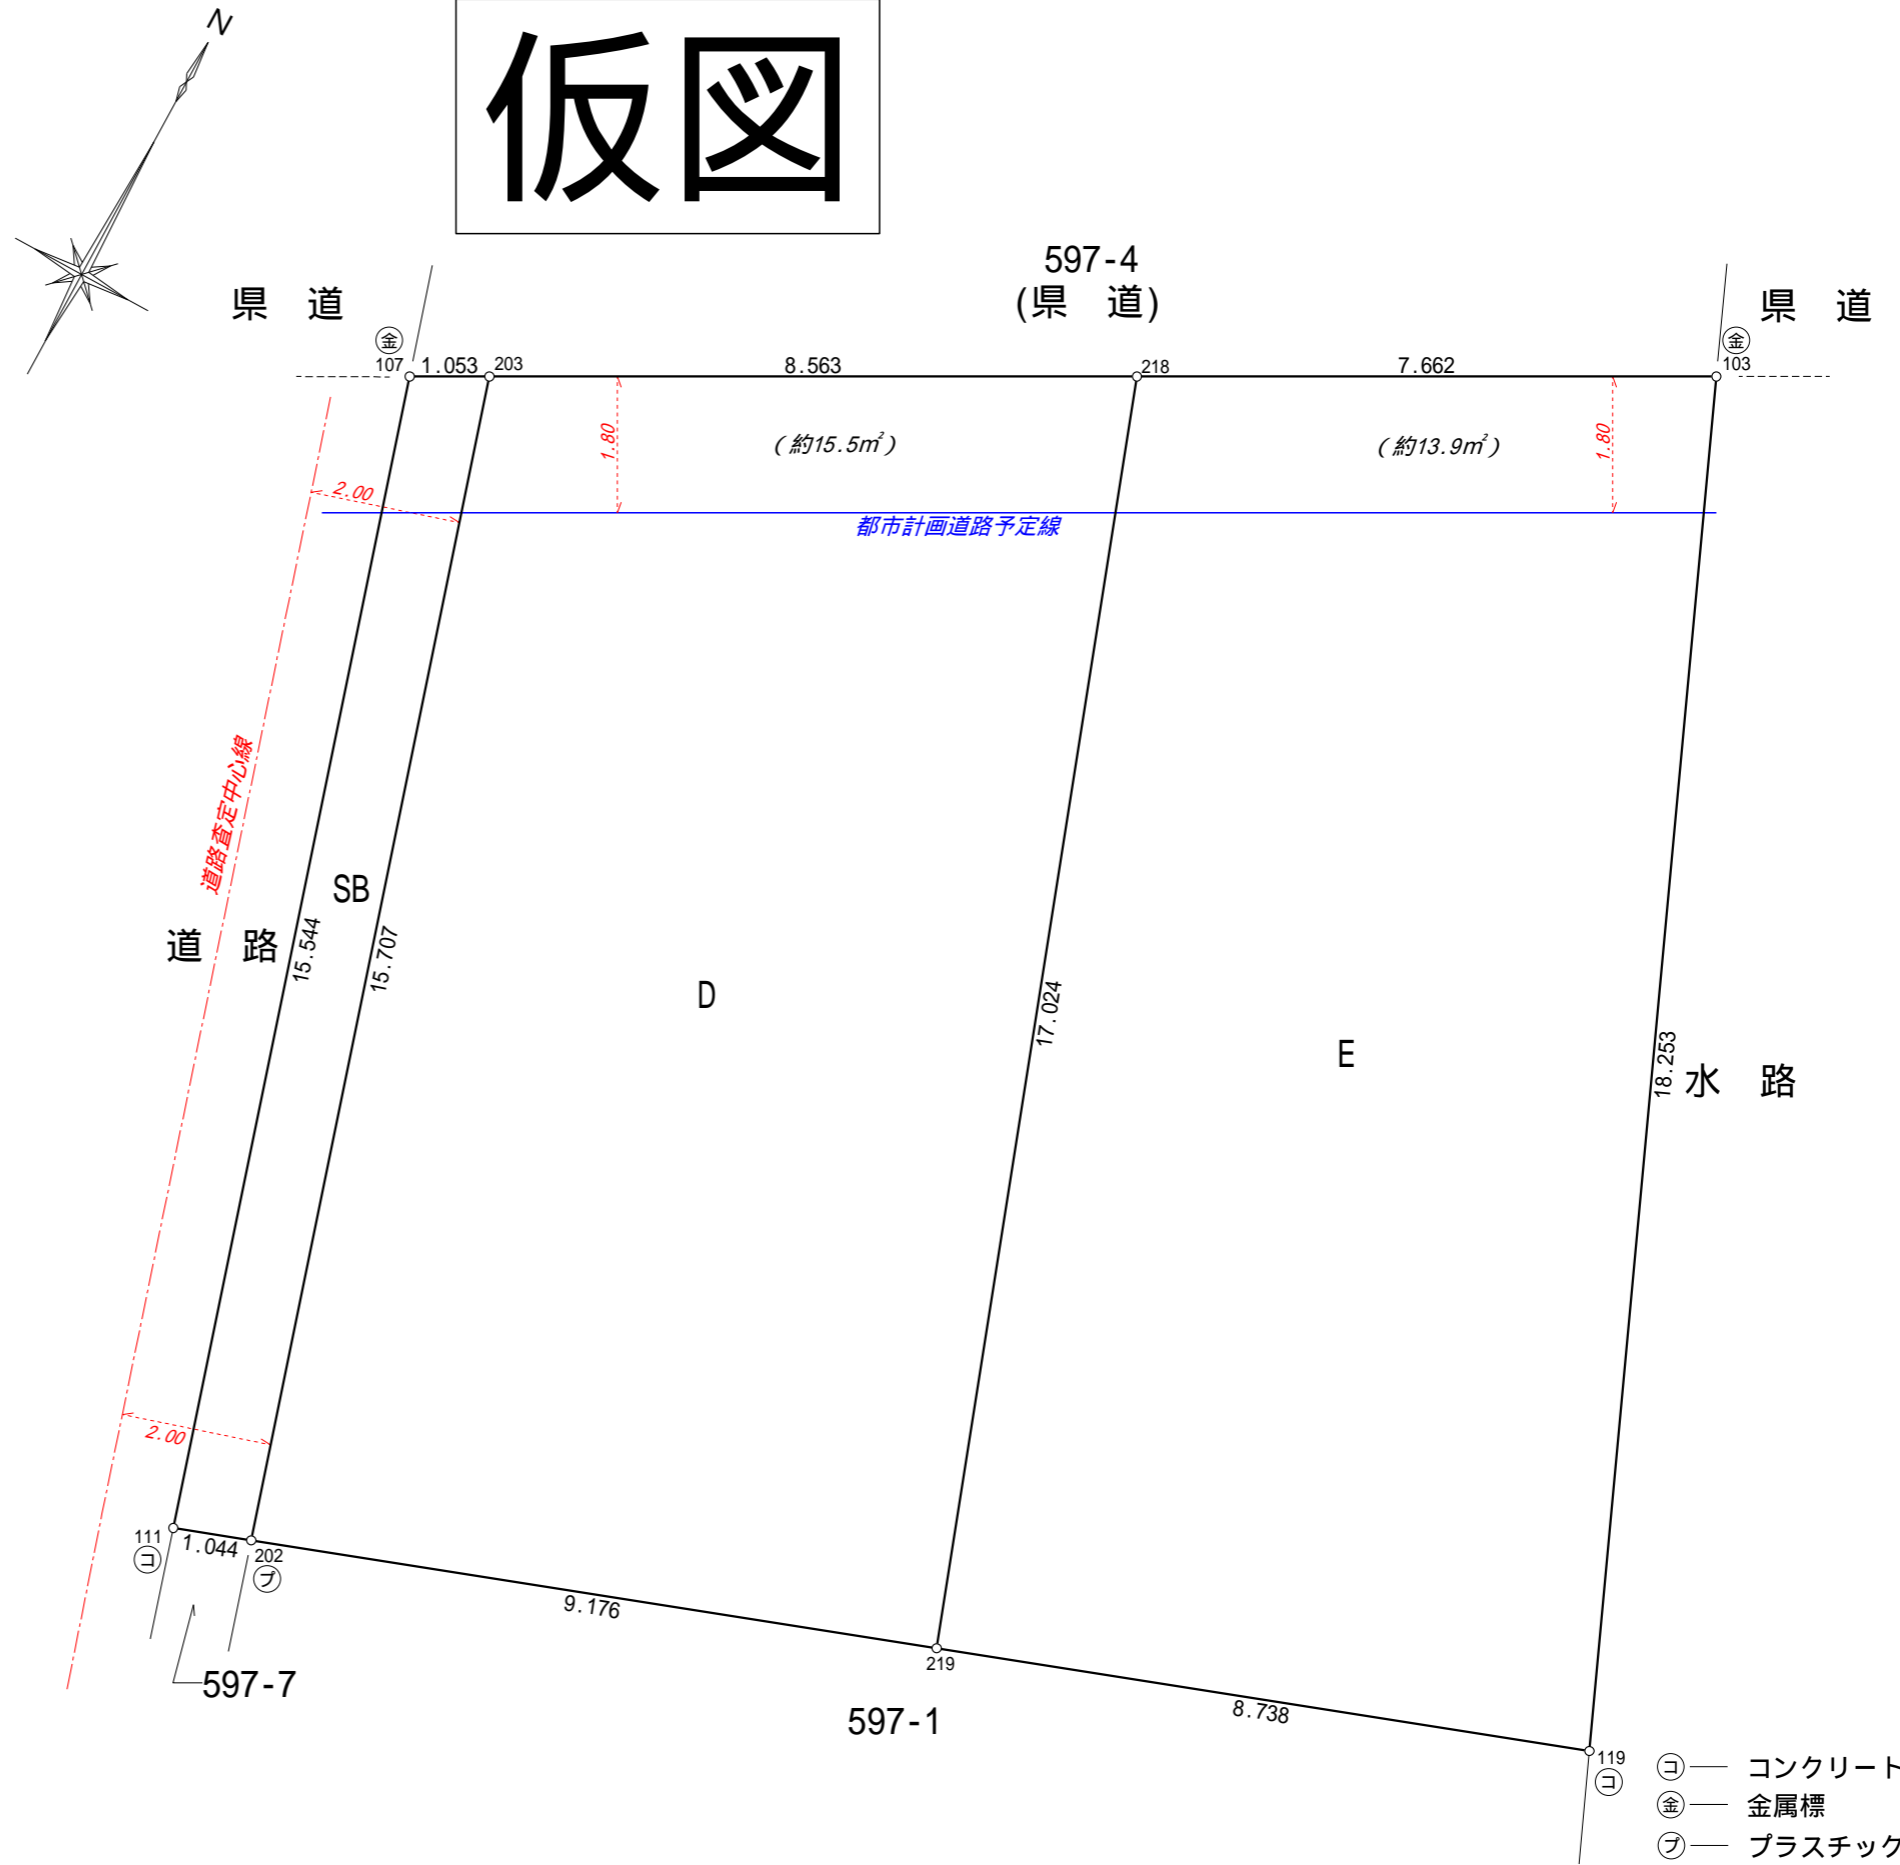 N
仮図
597-4
(県 道)
県 道
県 道
金
金
107
1.053
203
8.563
218
7.662
103
1.80
(約15.5㎡)
(約13.9㎡)
1.80
2.00
都市計画道路予定線
道路査定中心線
SB
道 路
15.544
15.707
D
17.024
E
18.253
水 路
2.00
111
コ
1.044
202
プ
9.176
219
597-7
597-1
8.738
119
コ
コ — コンクリート
金 — 金属標
プ — プラスチック